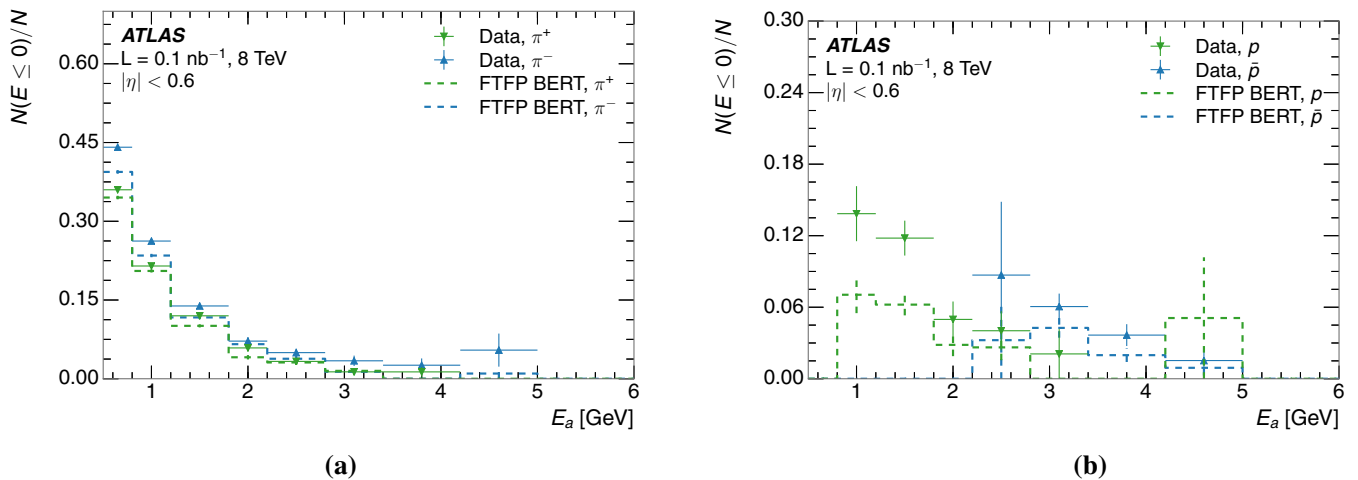 N(E ≤ 0)/N
0.60
0.45
0.30
0.15
0.00
ATLAS
L = 0.1 nb⁻¹, 8 TeV
|η| < 0.6
Data, π⁺
Data, π⁻
FTFP BERT, π⁺
FTFP BERT, π⁻
1 2 3 4 5 6
E_a [GeV]
(a)
N(E ≤ 0)/N
0.30
0.24
0.18
0.12
0.06
0.00
ATLAS
L = 0.1 nb⁻¹, 8 TeV
|η| < 0.6
Data, p
Data, p̄
FTFP BERT, p
FTFP BERT, p̄
1 2 3 4 5 6
E_a [GeV]
(b)